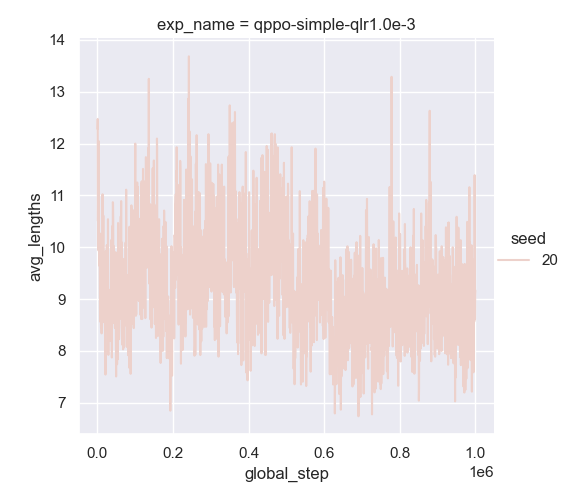 exp_name = qppo-simple-qlr1.0e-3
14
13
12
11
10
9
8
7
avg_lengths
0.0 0.2 0.4 0.6 0.8 1.0
1e6
global_step
seed
20